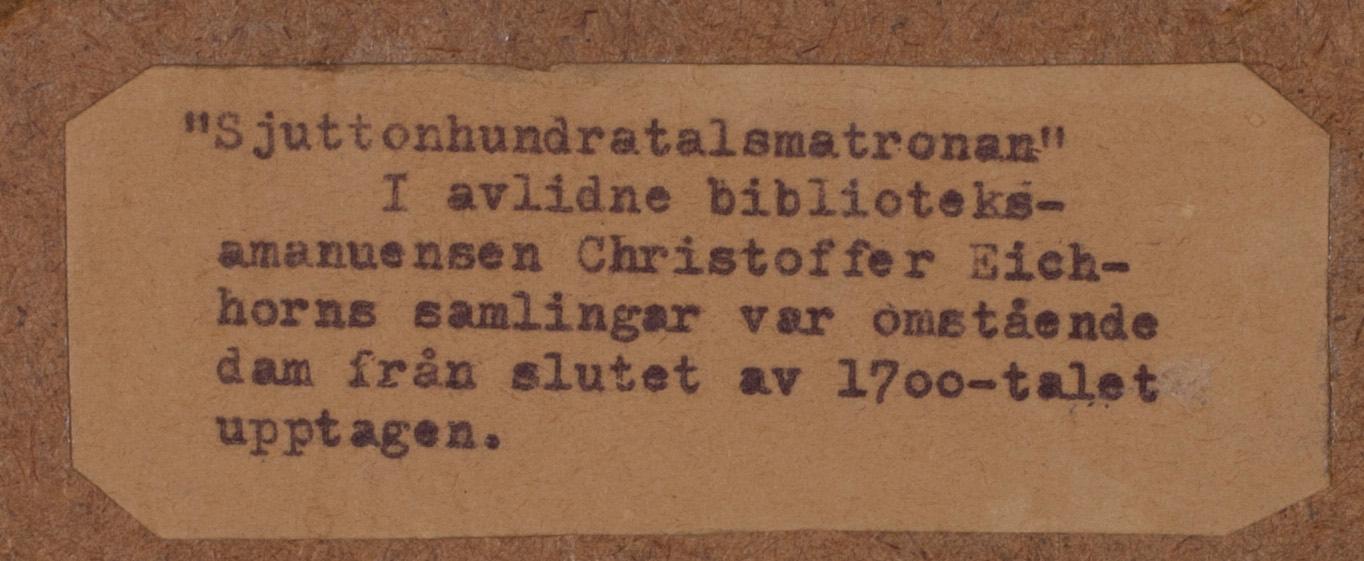 "Sjuttonhundratalsmatronan"
I avlidne biblioteks-
amanuensen Christoffer Eich-
horns samlingar var omstående
dam från slutet av 17oo-talet
upptagen.